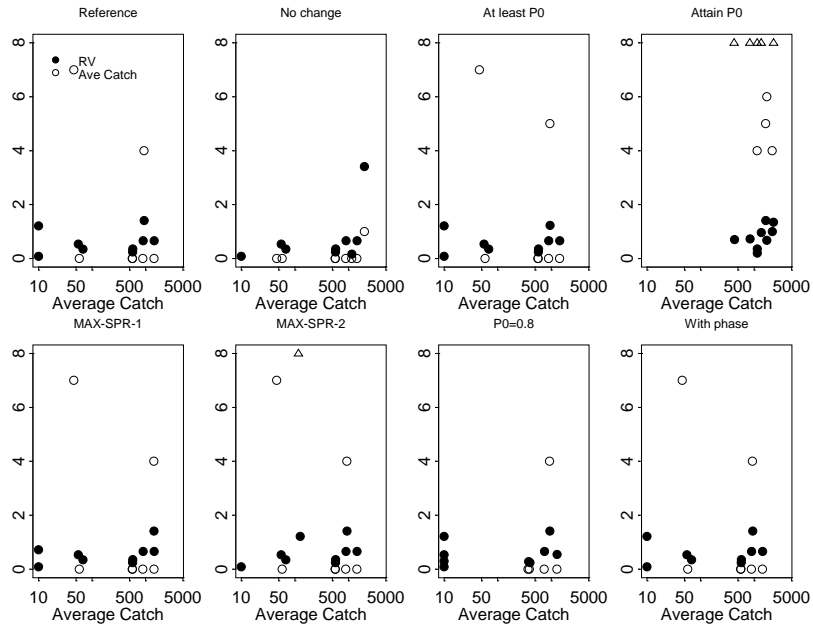 Reference
No change
At least P0
Attain P0
8
6
4
2
0
RV
Ave Catch
10 50 500 5000
Average Catch
8
6
4
2
0
10 50 500 5000
Average Catch
8
6
4
2
0
10 50 500 5000
Average Catch
8
6
4
2
0
10 50 500 5000
Average Catch
MAX-SPR-1
MAX-SPR-2
P0=0.8
With phase
8
6
4
2
0
10 50 500 5000
Average Catch
8
6
4
2
0
10 50 500 5000
Average Catch
8
6
4
2
0
10 50 500 5000
Average Catch
8
6
4
2
0
10 50 500 5000
Average Catch